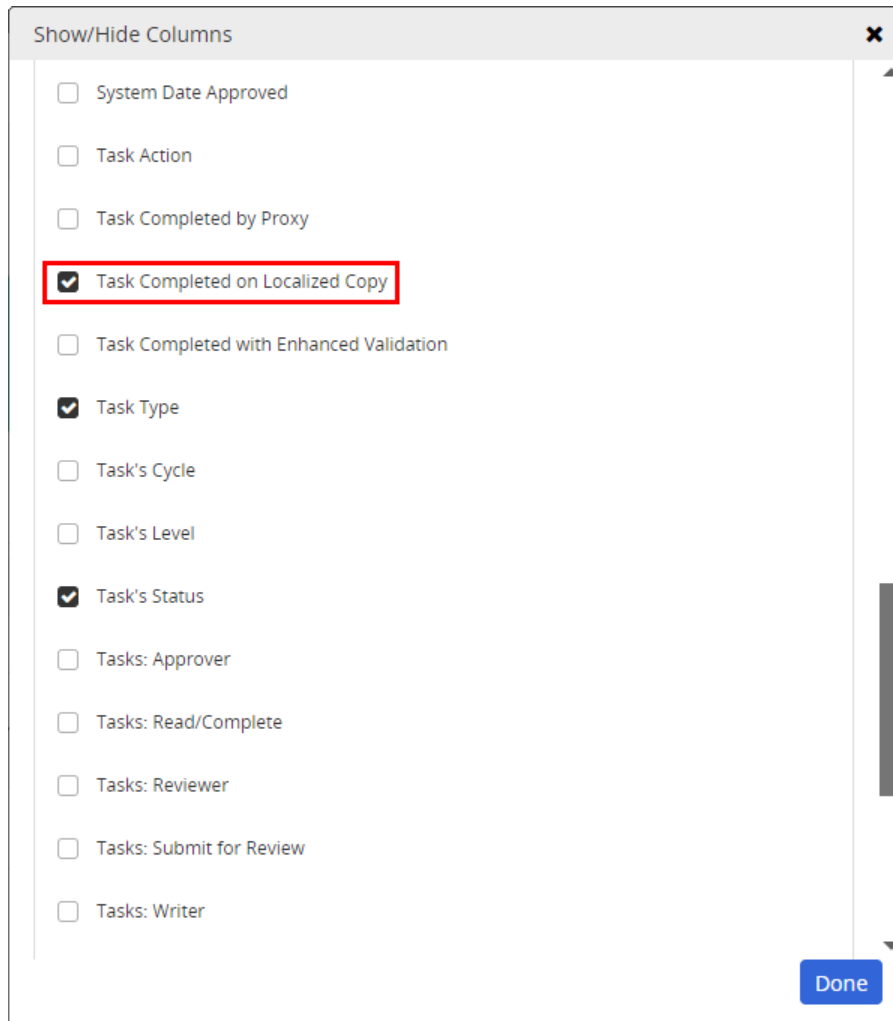 Show/Hide Columns
System Date Approved
Task Action
Task Completed by Proxy
Task Completed on Localized Copy
Task Completed with Enhanced Validation
Task Type
Task's Cycle
Task's Level
Task's Status
Tasks: Approver
Tasks: Read/Complete
Tasks: Reviewer
Tasks: Submit for Review
Tasks: Writer
Done